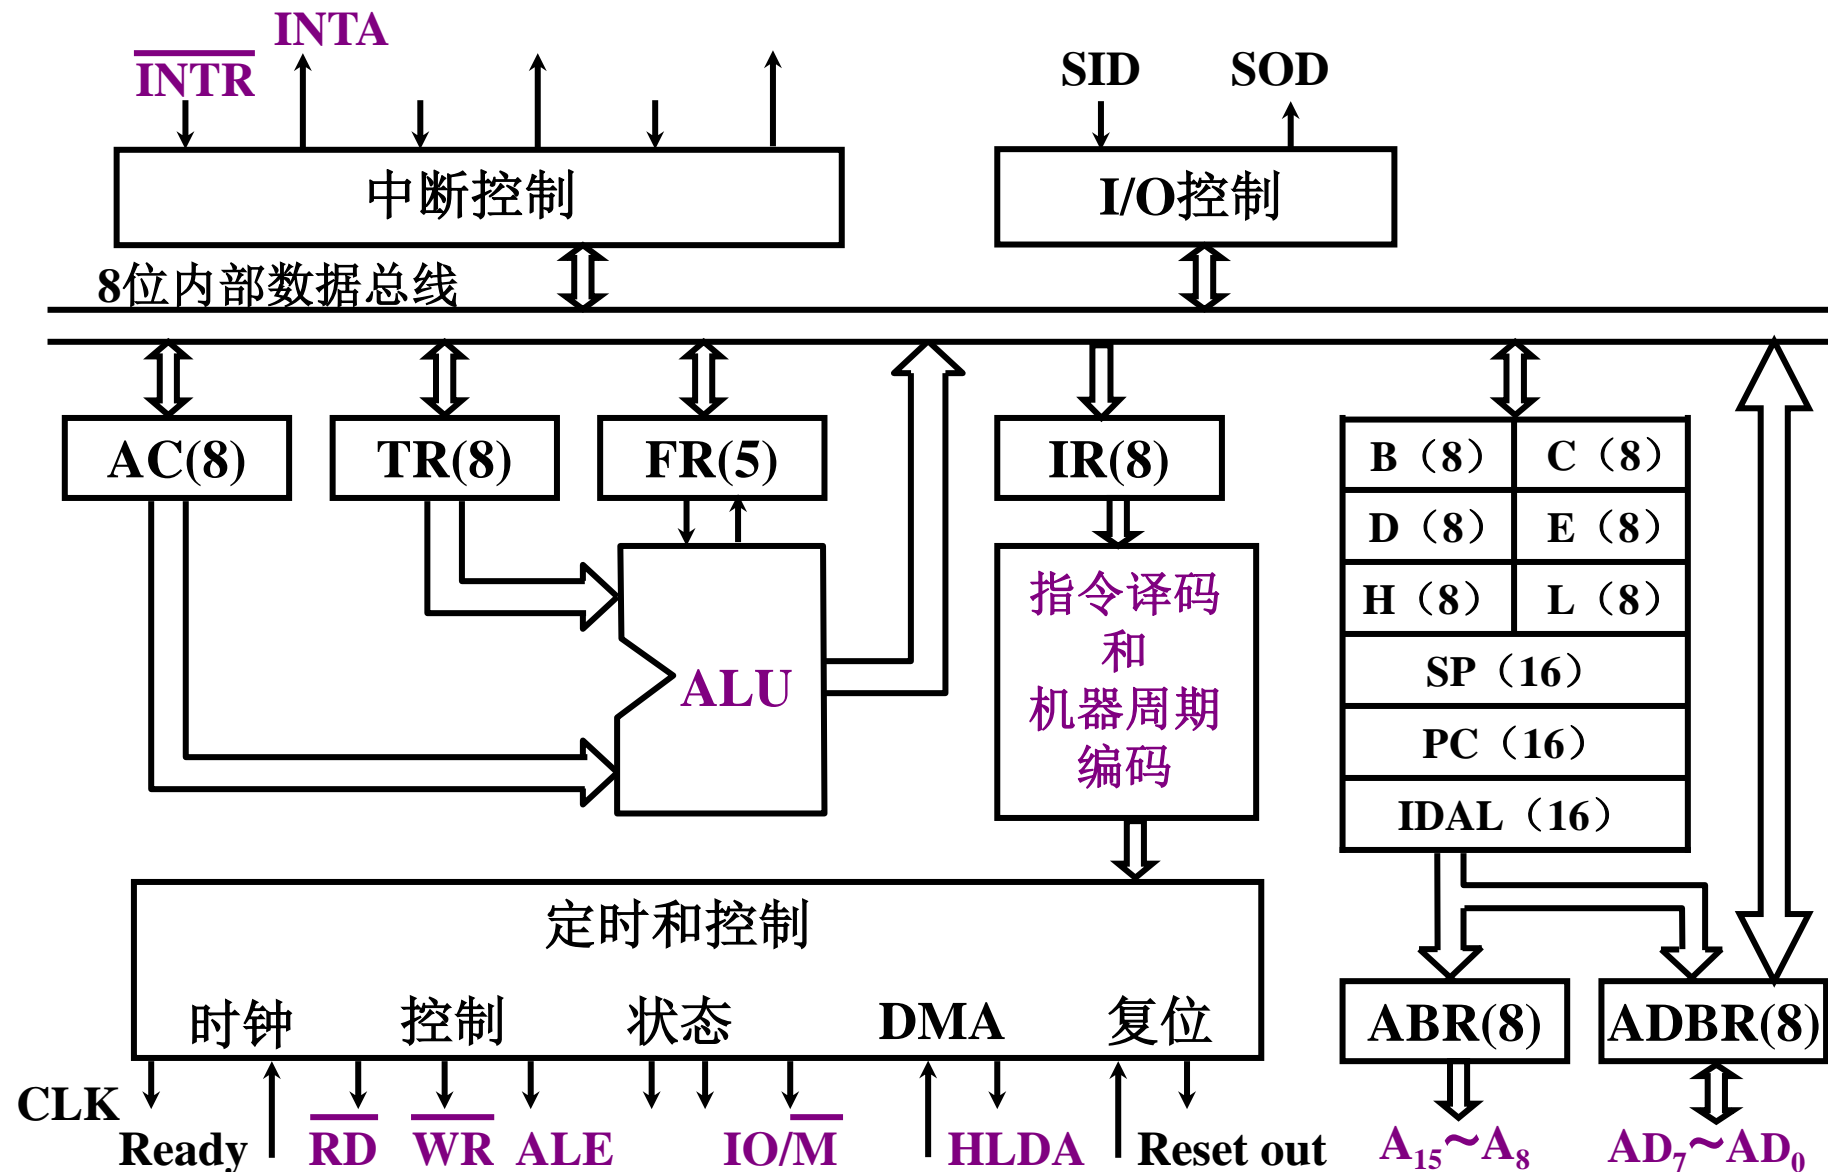 INTA
I̅N̅T̅R̅
SID SOD
中断控制
I/O控制
8位内部数据总线
AC(8) TR(8) FR(5) IR(8)
B（8） C（8）
D（8） E（8）
H（8） L（8）
SP（16）
PC（16）
IDAL（16）
ALU
指令译码
和
机器周期
编码
定时和控制
时钟 控制 状态 DMA 复位
ABR(8) ADBR(8)
CLK
Ready R̅D̅ W̅R̅ ALE IO/M̅ HLDA Reset out
A₁₅～A₈ AD₇～AD₀